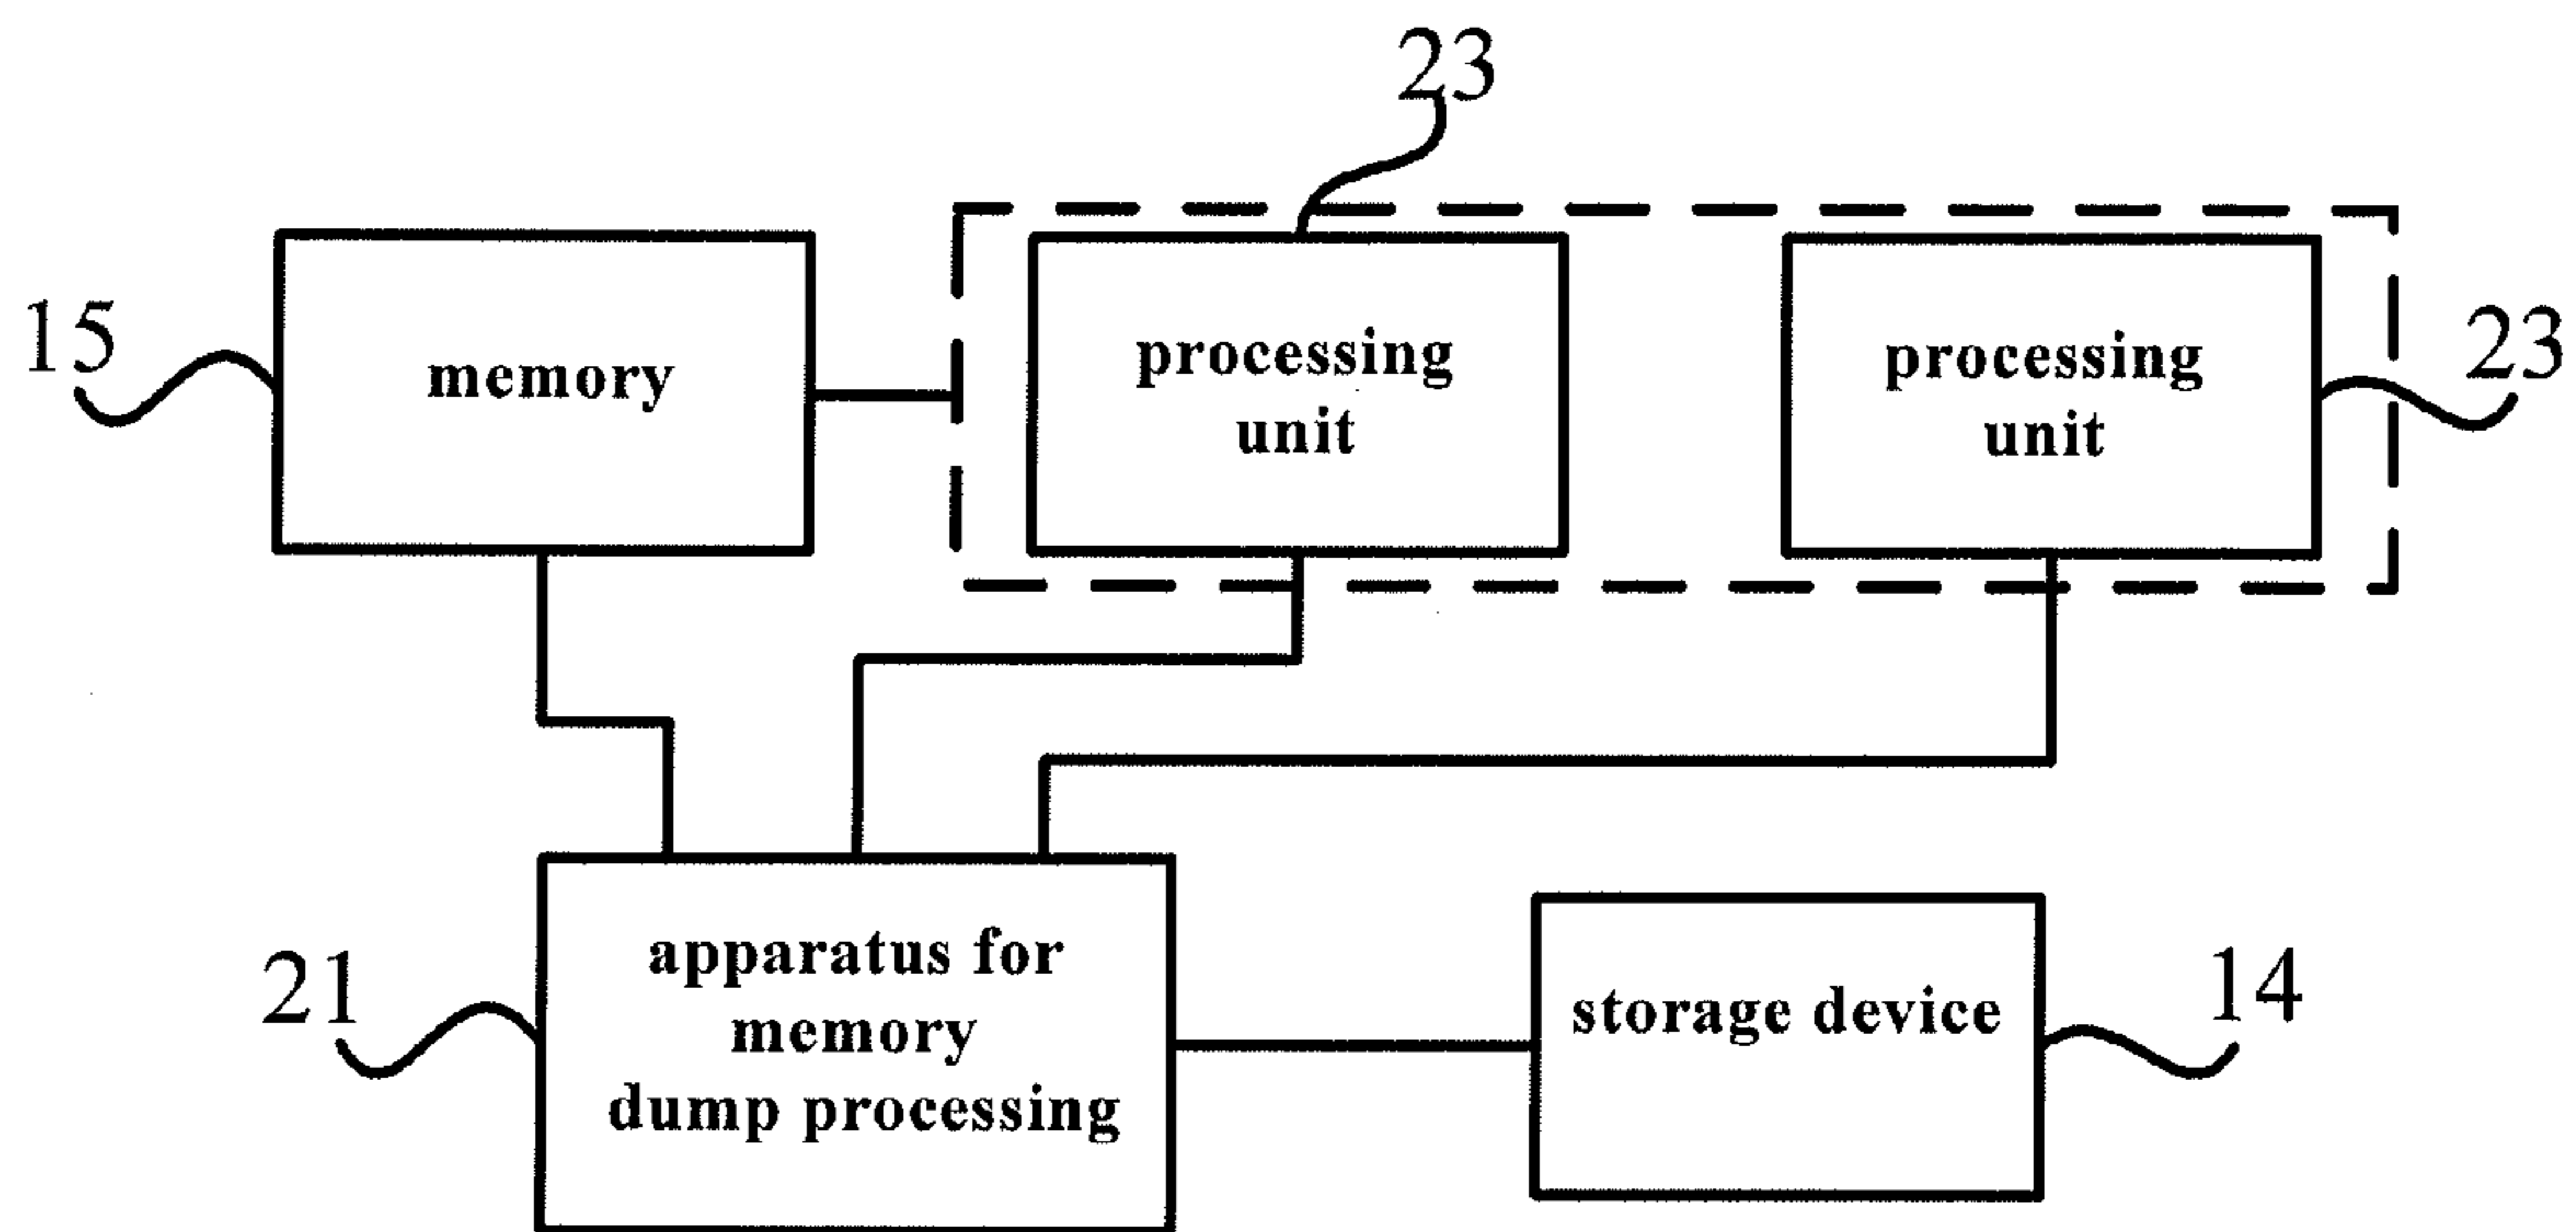 23
15
memory
processing
unit
processing
unit
23
21
apparatus for
memory
dump processing
storage device
14